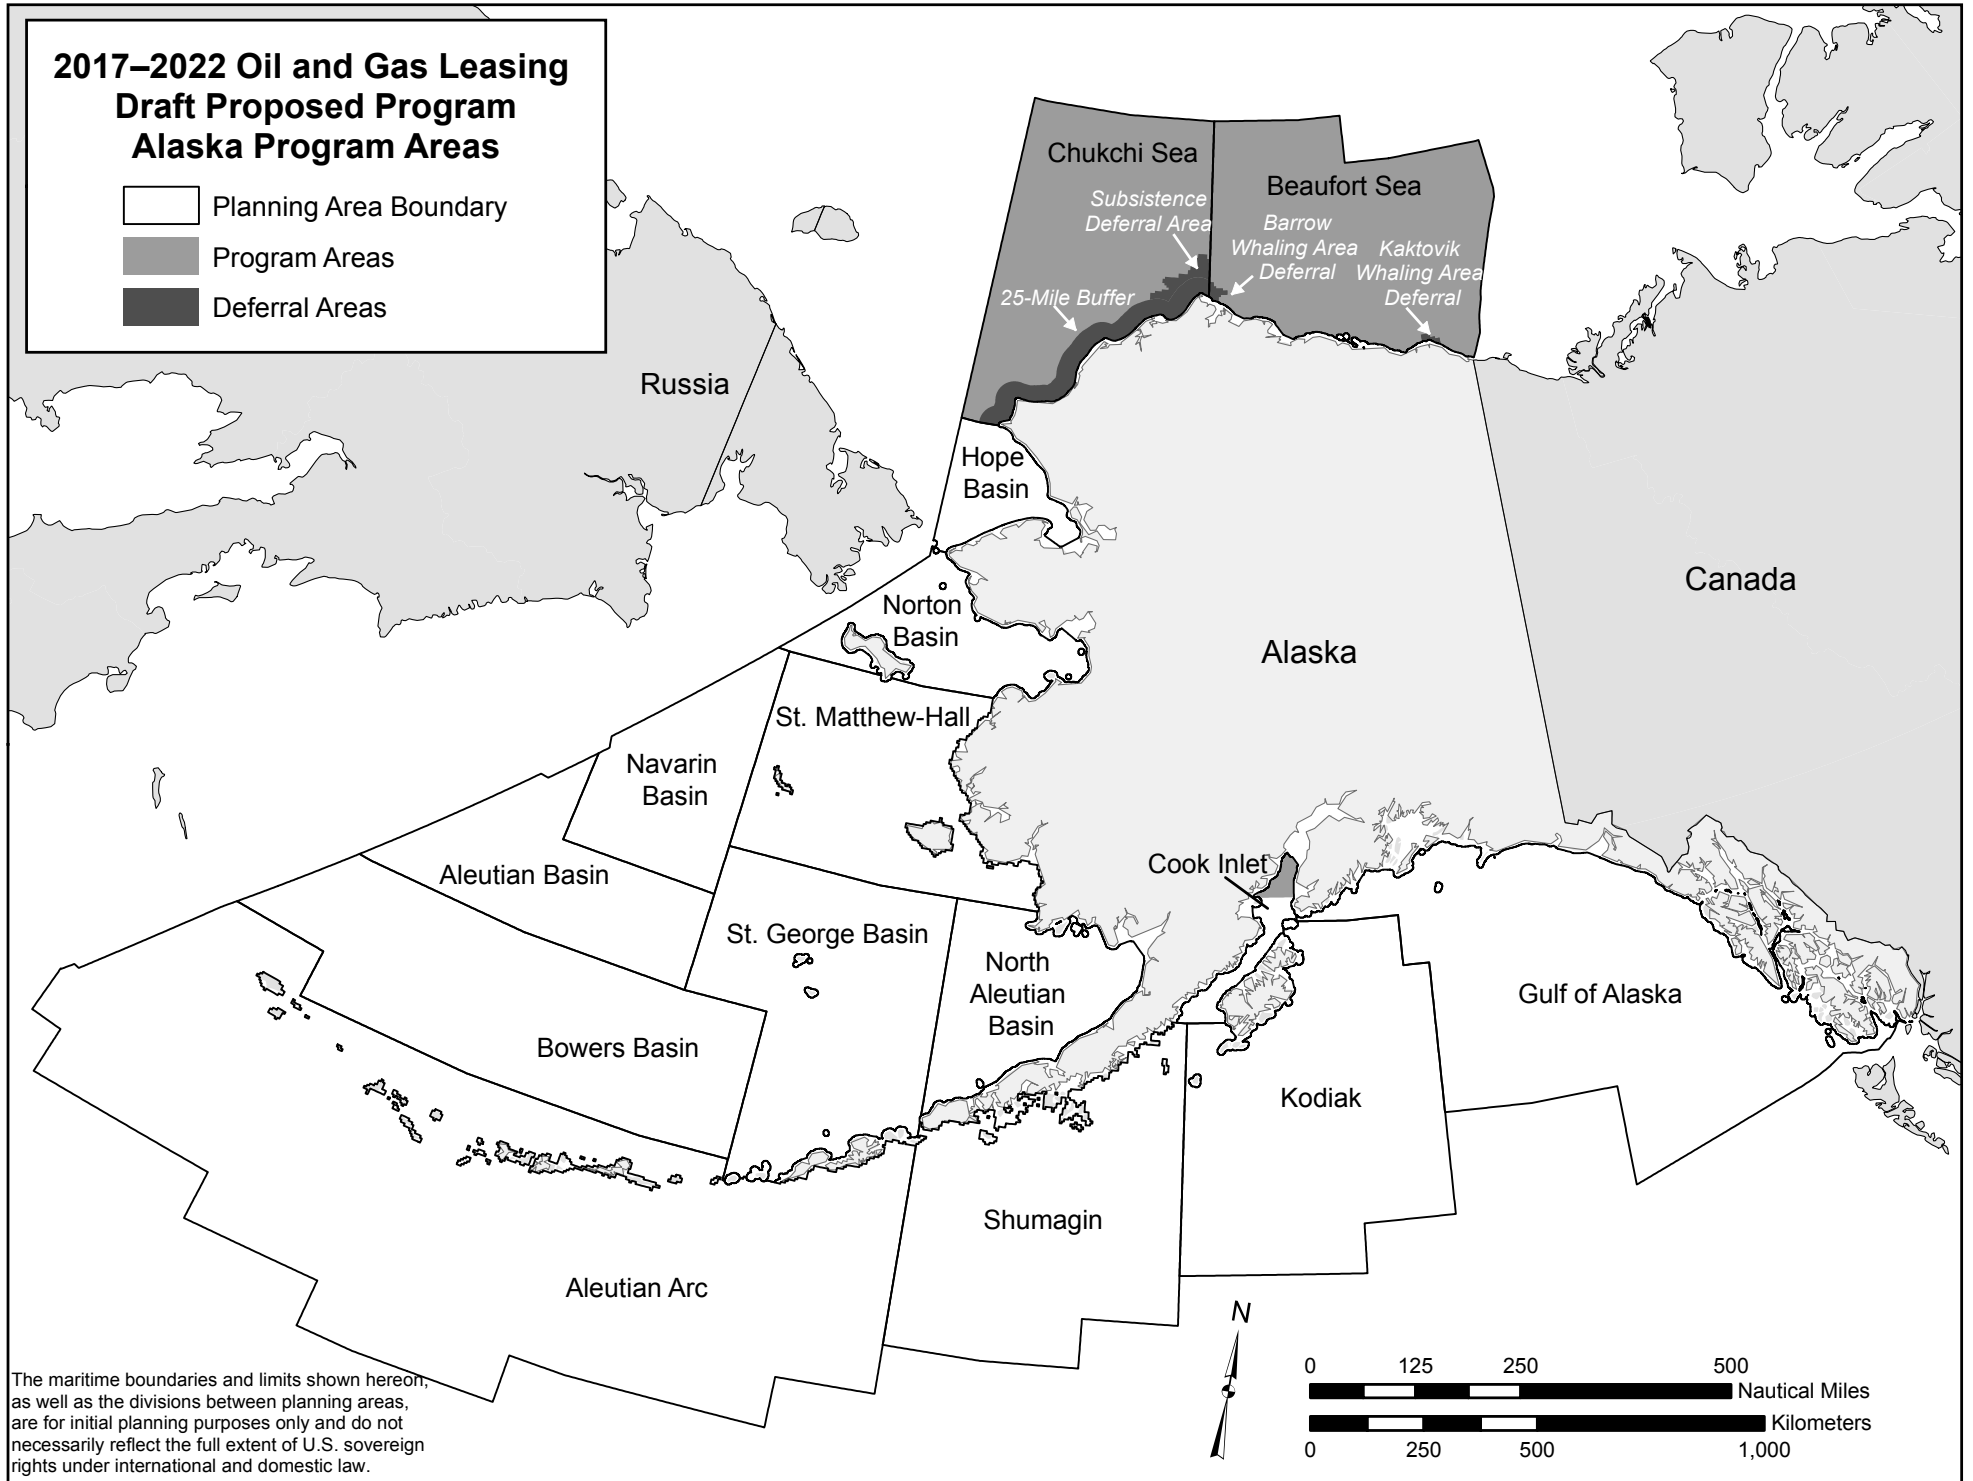 2017–2022 Oil and Gas Leasing
Draft Proposed Program
Alaska Program Areas
Planning Area Boundary
Program Areas
Deferral Areas
Chukchi Sea
Beaufort Sea
Subsistence
Deferral Area
Barrow
Whaling Area
Deferral
Kaktovik
Whaling Area
Deferral
25-Mile Buffer
Russia
Hope
Basin
Canada
Norton
Basin
Alaska
St. Matthew-Hall
Navarin
Basin
Cook Inlet
Aleutian Basin
St. George Basin
North
Aleutian
Basin
Gulf of Alaska
Bowers Basin
Kodiak
Shumagin
Aleutian Arc
N
0 125 250 500
Nautical Miles
Kilometers
0 250 500 1,000
The maritime boundaries and limits shown hereon,
as well as the divisions between planning areas,
are for initial planning purposes only and do not
necessarily reflect the full extent of U.S. sovereign
rights under international and domestic law.